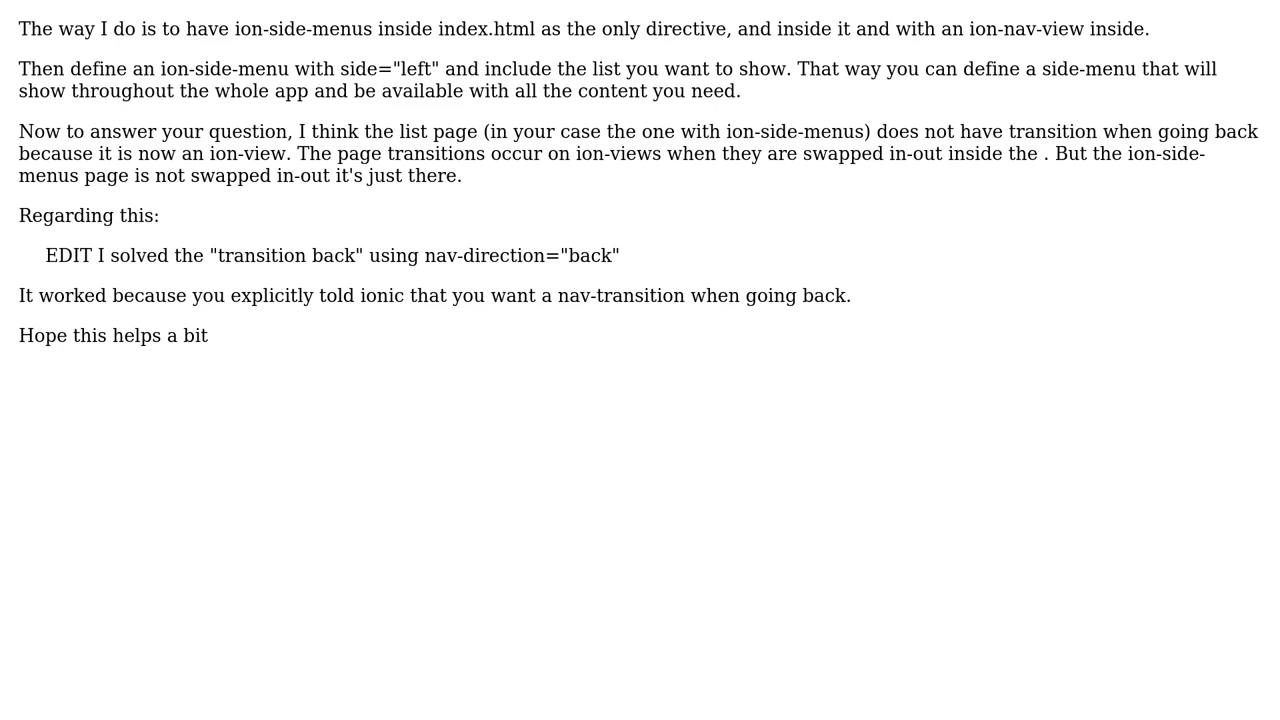 The way I do is to have ion-side-menus inside index.html as the only directive, and inside it and with an ion-nav-view inside.
Then define an ion-side-menu with side="left" and include the list you want to show. That way you can define a side-menu that will
show throughout the whole app and be available with all the content you need.
Now to answer your question, I think the list page (in your case the one with ion-side-menus) does not have transition when going back
because it is now an ion-view. The page transitions occur on ion-views when they are swapped in-out inside the . But the ion-side-
menus page is not swapped in-out it's just there.
Regarding this:
EDIT I solved the "transition back" using nav-direction="back"
It worked because you explicitly told ionic that you want a nav-transition when going back.
Hope this helps a bit